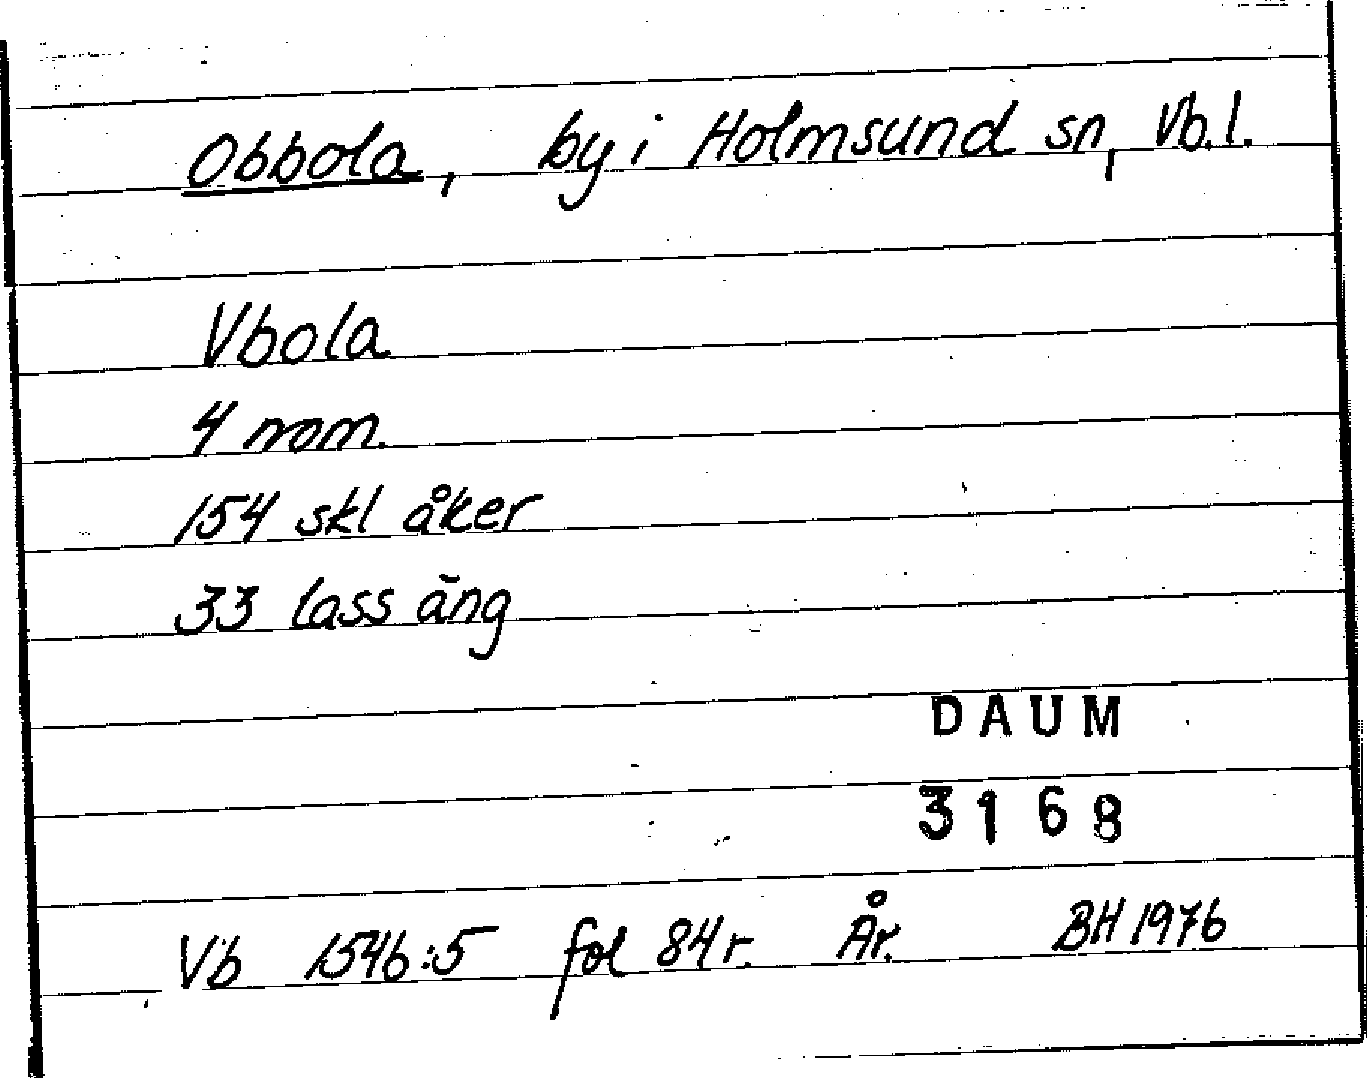 Obbola, by i Holmsund sn, Vb.l.
Vbola
4 nom.
154 skl åker
33 lass äng
DAUM
3168
Vb 1546:5 fol 84r. År. BH 1976